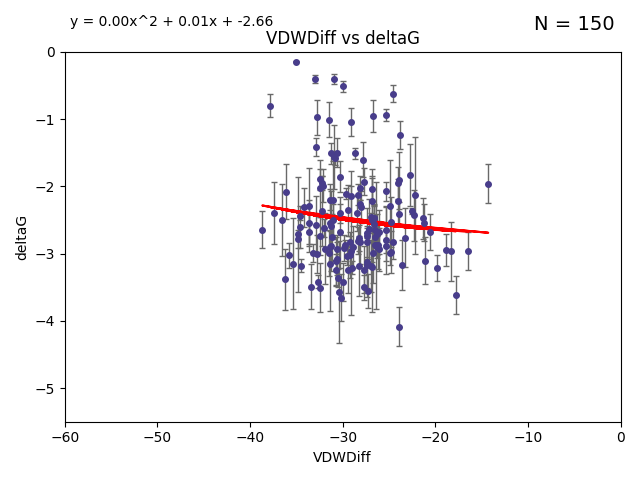 y = 0.00x^2 + 0.01x + -2.66
N = 150
VDWDiff vs deltaG
0
−1
−2
−3
−4
−5
deltaG
−60 −50 −40 −30 −20 −10 0
VDWDiff